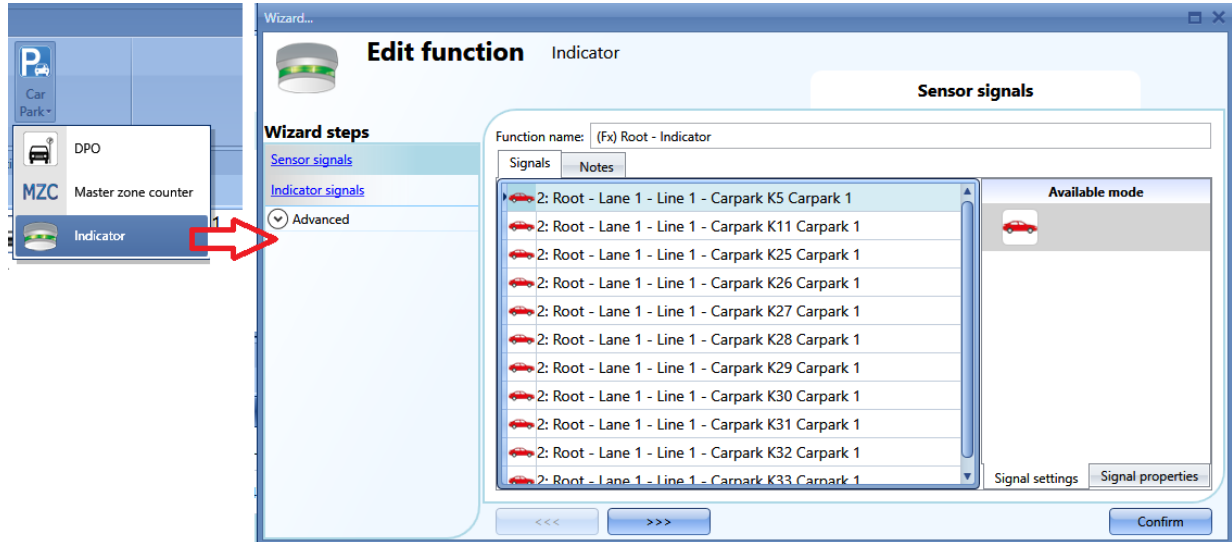 Car
Park
DPO
MZC Master zone counter
Indicator
1
Wizard...
Edit function Indicator
Sensor signals
Wizard steps
Sensor signals
Indicator signals
Advanced
Function name: (Fx) Root - Indicator
Signals Notes
2: Root - Lane 1 - Line 1 - Carpark K5 Carpark 1
2: Root - Lane 1 - Line 1 - Carpark K11 Carpark 1
2: Root - Lane 1 - Line 1 - Carpark K25 Carpark 1
2: Root - Lane 1 - Line 1 - Carpark K26 Carpark 1
2: Root - Lane 1 - Line 1 - Carpark K27 Carpark 1
2: Root - Lane 1 - Line 1 - Carpark K28 Carpark 1
2: Root - Lane 1 - Line 1 - Carpark K29 Carpark 1
2: Root - Lane 1 - Line 1 - Carpark K30 Carpark 1
2: Root - Lane 1 - Line 1 - Carpark K31 Carpark 1
2: Root - Lane 1 - Line 1 - Carpark K32 Carpark 1
2: Root - Lane 1 - Line 1 - Carpark K33 Carpark 1
Available mode
Signal settings Signal properties
<<< >>> Confirm